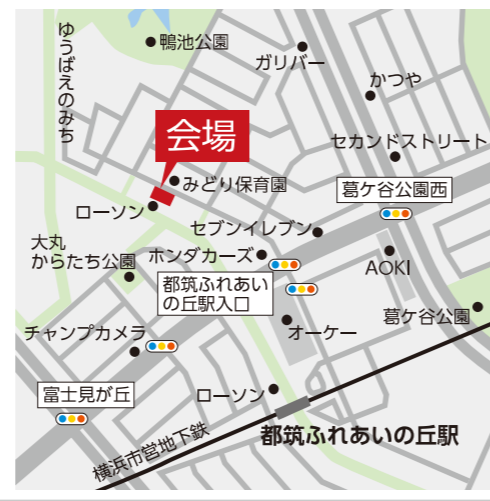 ゆうばえのみち
鴨池公園
ガリバー
かつや
会場
セカンドストリート
みどり保育園
葛ケ谷公園西
ローソン
セブンイレブン
大丸
からたち公園
ホンダカーズ
AOKI
都筑ふれあい
の丘駅入口
葛ケ谷公園
オーケー
チャンプカメラ
富士見が丘
ローソン
都筑ふれあいの丘駅
横浜市営地下鉄